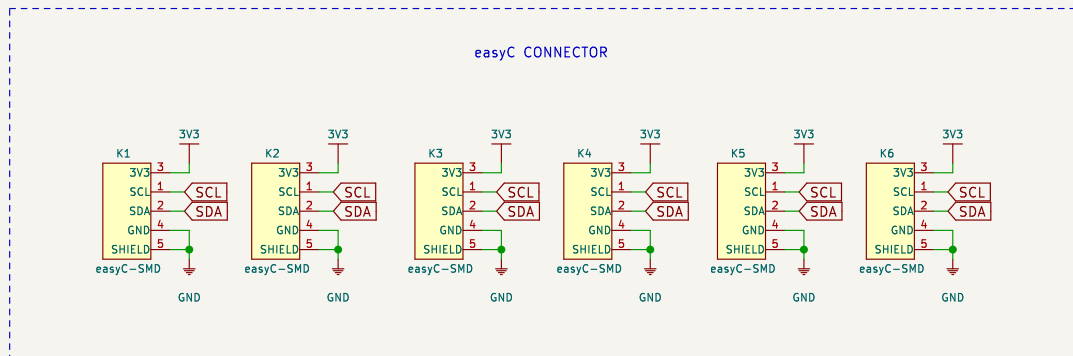 easyC CONNECTOR
3V3 3V3 3V3 3V3 3V3 3V3
K1 K2 K3 K4 K5 K6
3V3 3 3V3 3 3V3 3 3V3 3 3V3 3 3V3 3
SCL 1 SCL SCL 1 SCL SCL 1 SCL SCL 1 SCL SCL 1 SCL SCL 1 SCL
SDA 2 SDA SDA 2 SDA SDA 2 SDA SDA 2 SDA SDA 2 SDA SDA 2 SDA
GND 4 GND 4 GND 4 GND 4 GND 4 GND 4
SHIELD 5 SHIELD 5 SHIELD 5 SHIELD 5 SHIELD 5 SHIELD 5
easyC-SMD easyC-SMD easyC-SMD easyC-SMD easyC-SMD easyC-SMD
GND GND GND GND GND GND